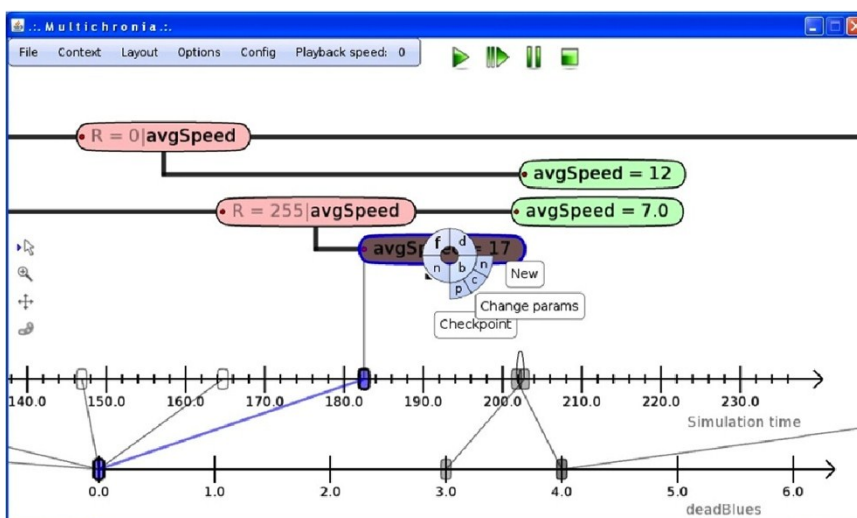 .:. Multichronia .:.
File Context Layout Options Config Playback speed: 0
R = 0|avgSpeed
avgSpeed = 12
R = 255|avgSpeed
avgSpeed = 7.0
avgSpeed = 17
f d
n b n
p c
New
Change params
Checkpoint
140.0 150.0 160.0 170.0 180.0 190.0 200.0 210.0 220.0 230.0
Simulation time
0.0 1.0 2.0 3.0 4.0 5.0 6.0
deadBlues